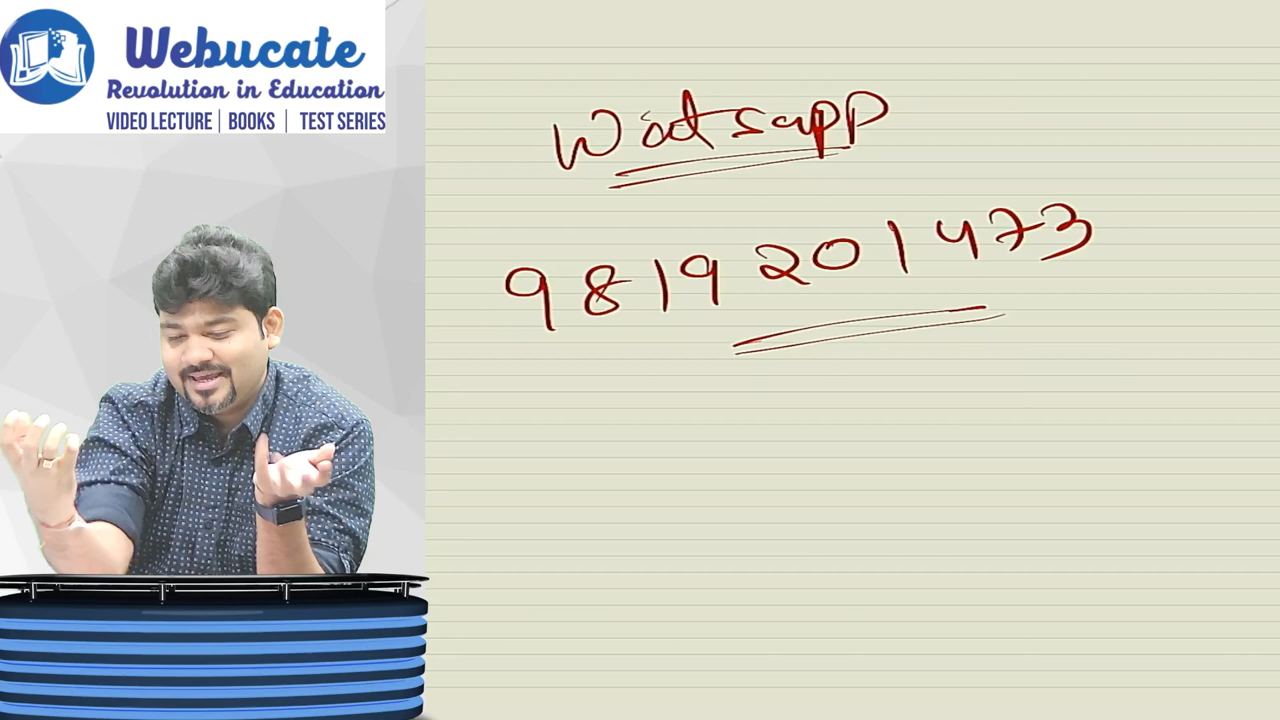 Webucate
Revolution in Education
VIDEO LECTURE | BOOKS | TEST SERIES
Watsapp
9819201473